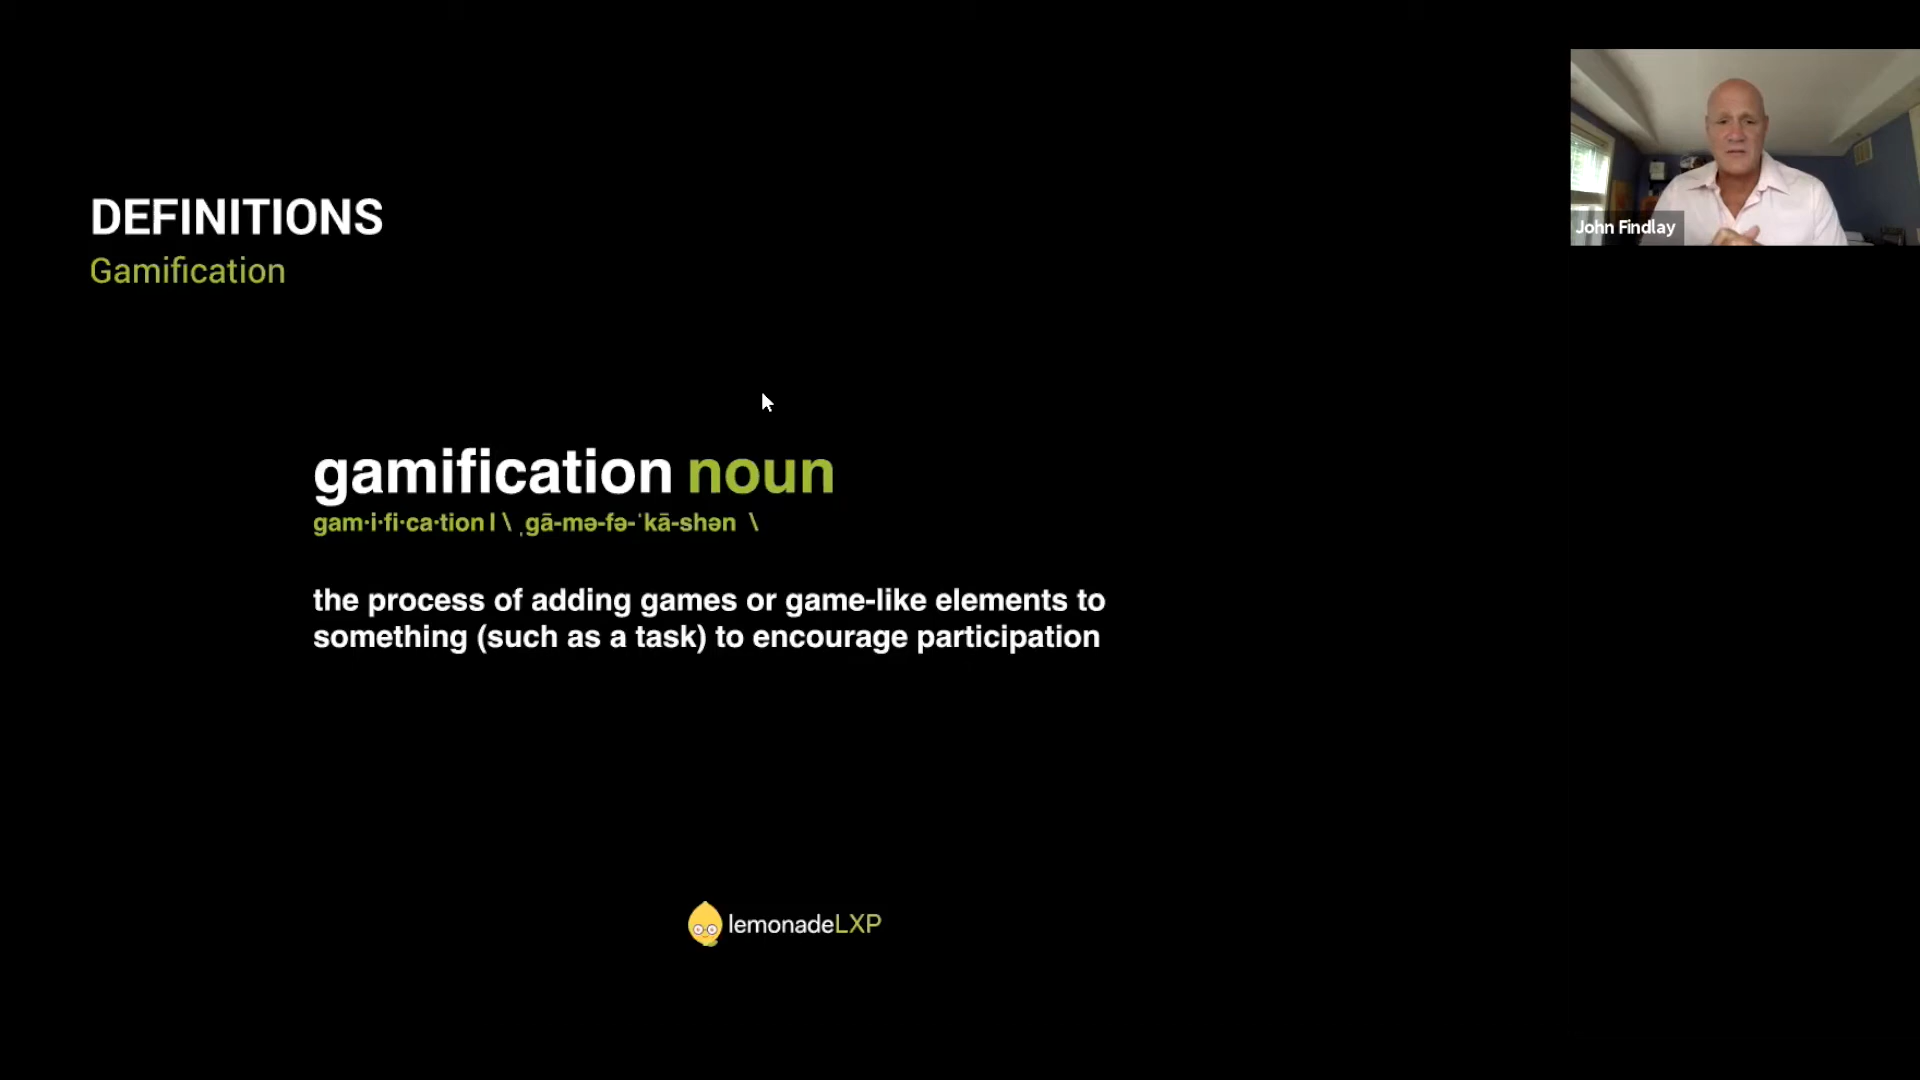 DEFINITIONS
Gamification
John Findlay
gamification noun
gam·i·fi·ca·tion | \ ˌgā-mə-fə-ˈkā-shən \
the process of adding games or game-like elements to
something (such as a task) to encourage participation
lemonadeLXP